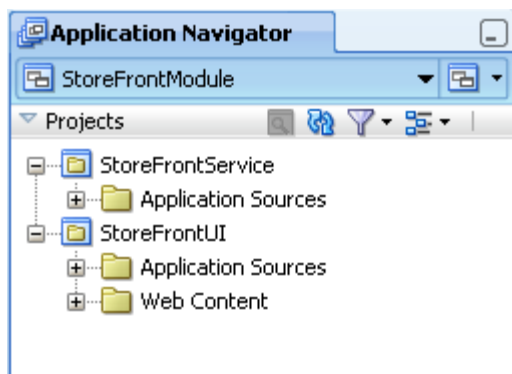 Application Navigator
StoreFrontModule
Projects
StoreFrontService
Application Sources
StoreFrontUI
Application Sources
Web Content